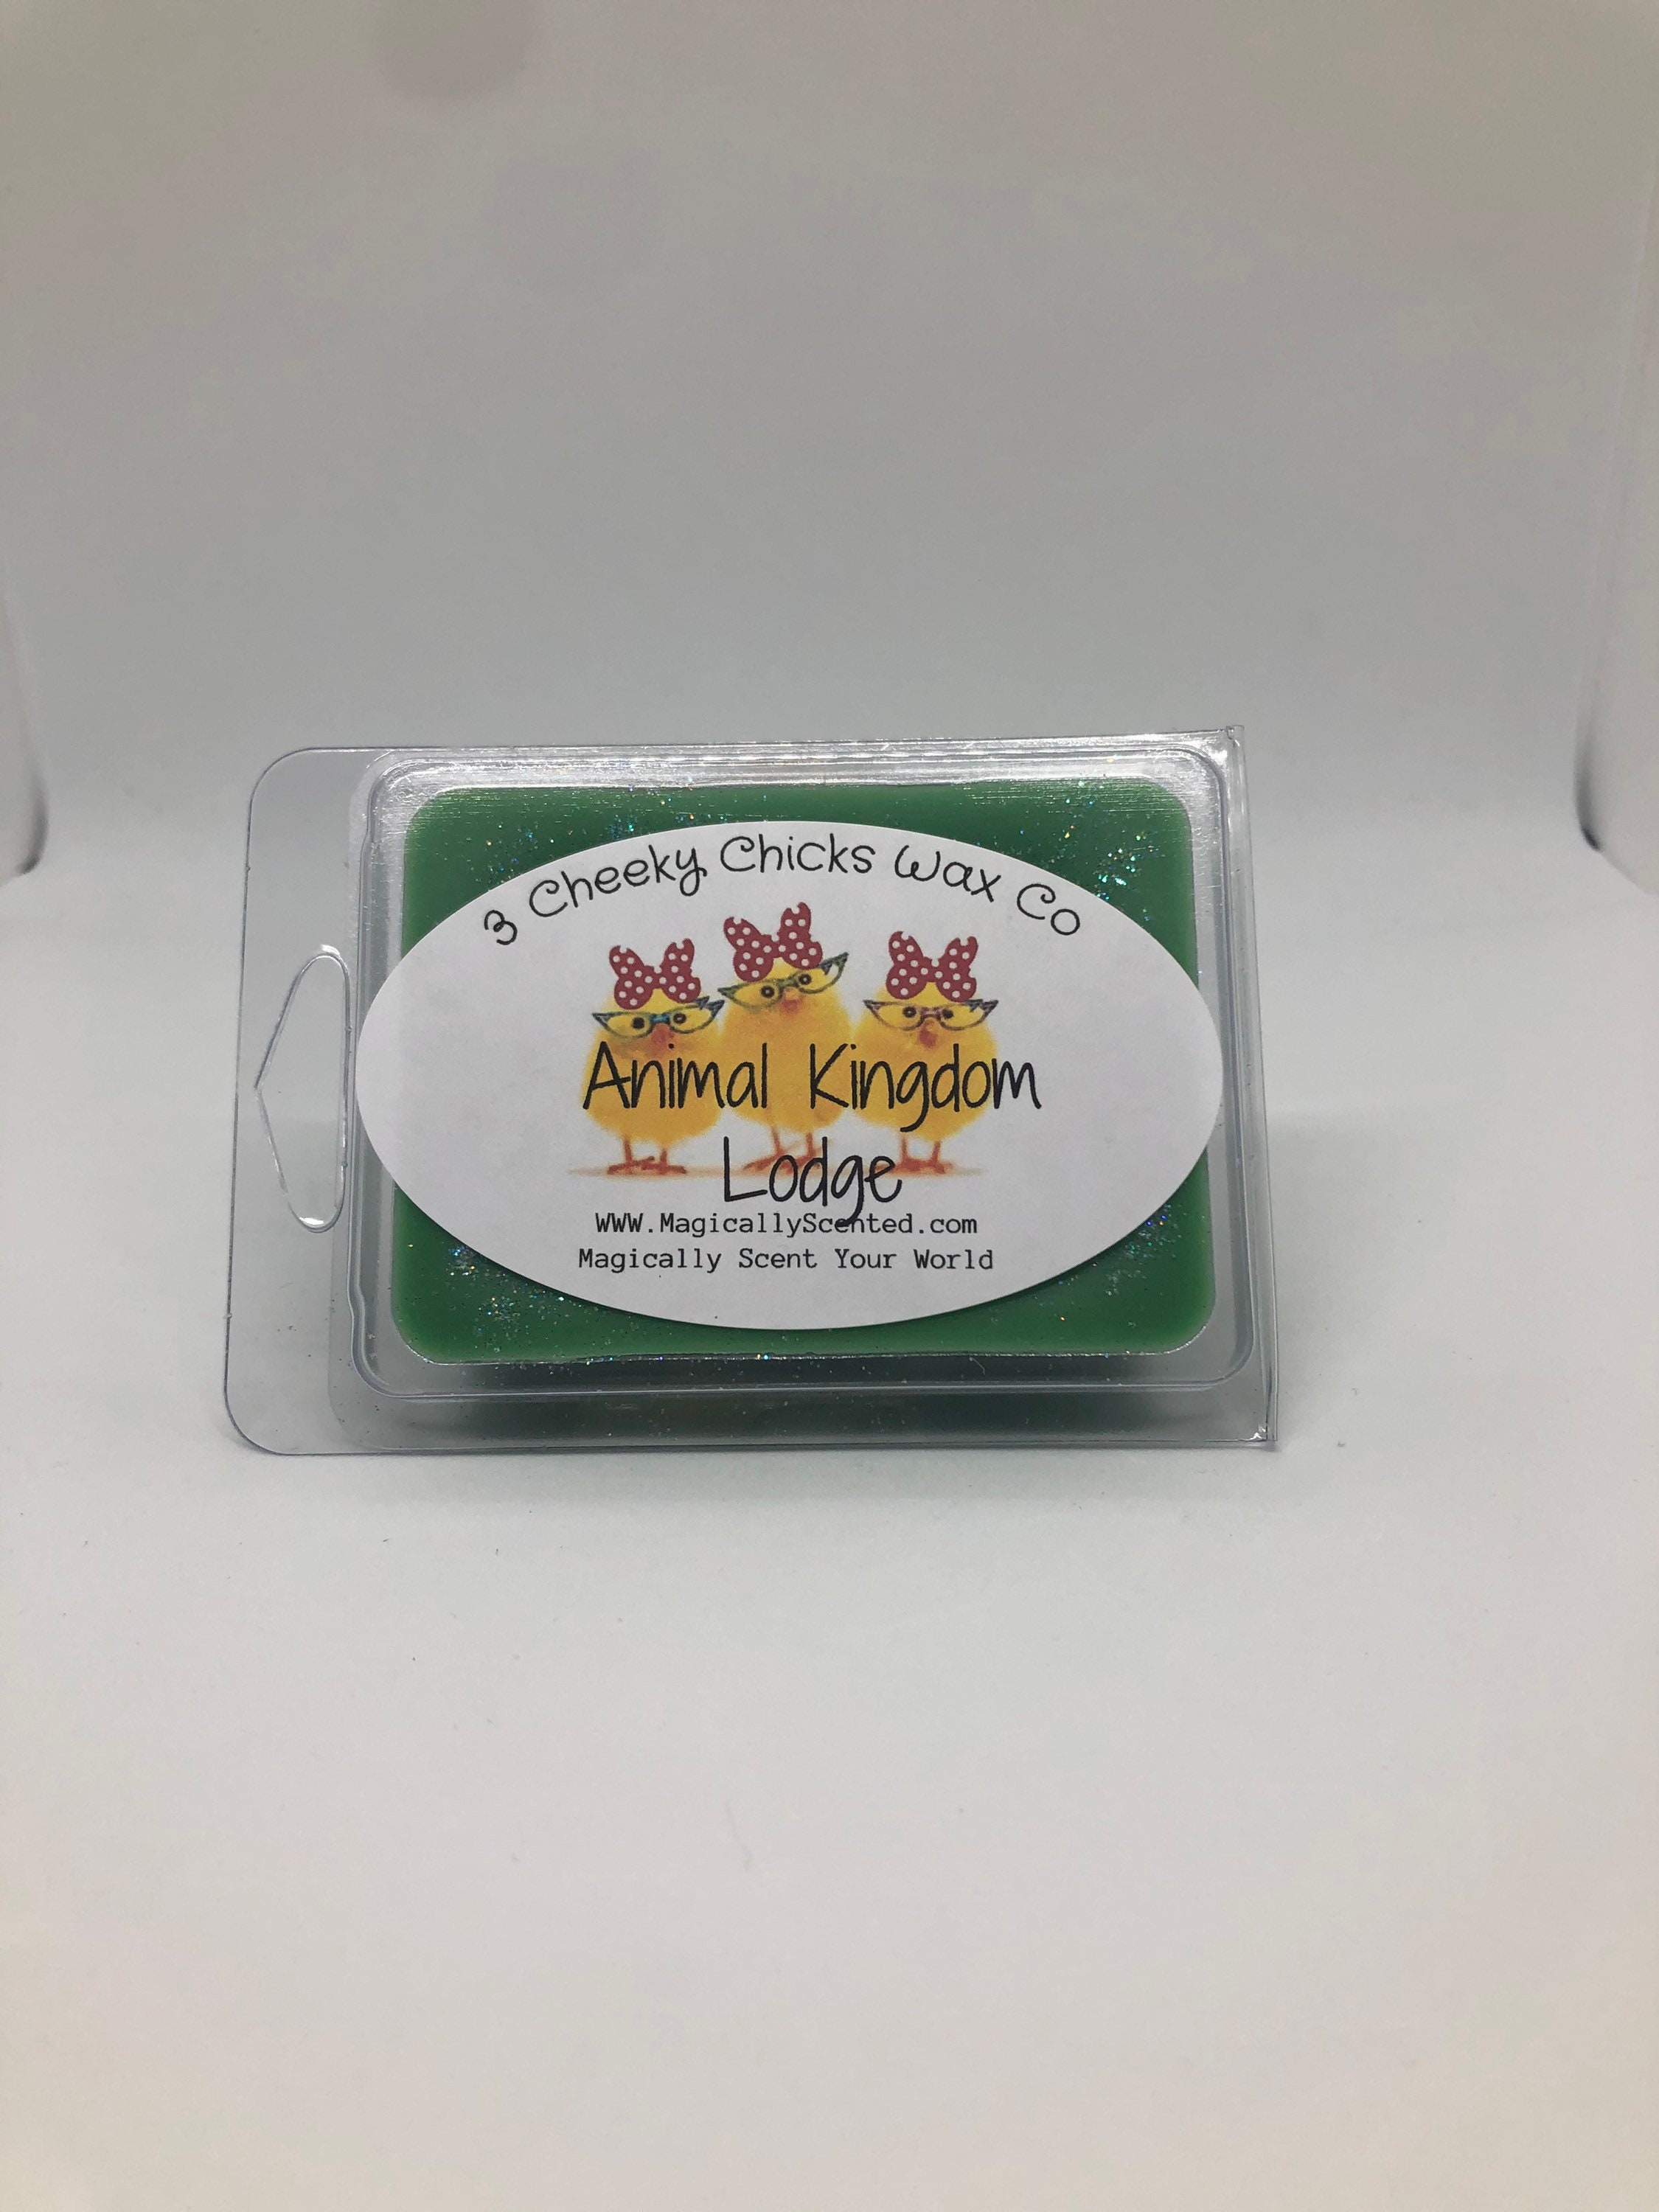 3 Cheeky Chicks Wax Co
Animal Kingdom
Lodge
WWW.MagicallyScented.com
Magically Scent Your World